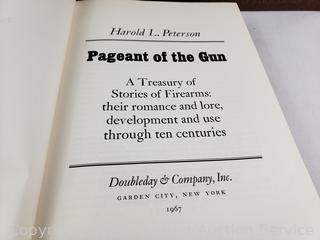 Harold L. Peterson
Pageant of the Gun
A Treasury of
Stories of Firearms:
their romance and lore,
development and use
through ten centuries
Doubleday & Company, Inc.
GARDEN CITY, NEW YORK
1967